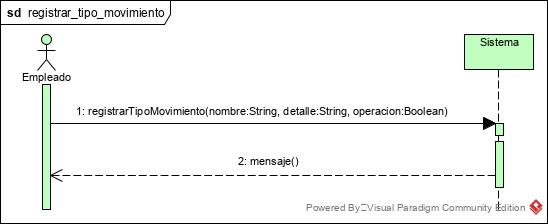 sd registrar_tipo_movimiento
Sistema
Empleado
1: registrarTipoMovimiento(nombre:String, detalle:String, operacion:Boolean)
2: mensaje()
Powered By Visual Paradigm Community Edition